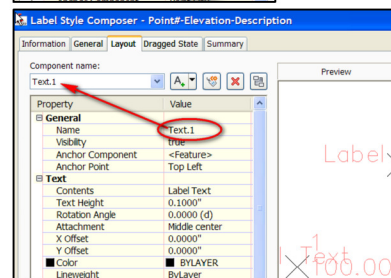 Label Style Composer - Point#-Elevation-Description
Information General Layout Dragged State Summary
Component name:
Text.1
Preview
Property Value
General
Name Text.1
Visibility true
Anchor Component <Feature>
Anchor Point Top Left
Text
Contents Label Text
Text Height 0.1000"
Rotation Angle 0.0000 (d)
Attachment Middle center
X Offset 0.0000"
Y Offset 0.0000"
Color BYLAYER
Lineweight ByLayer
Label
1